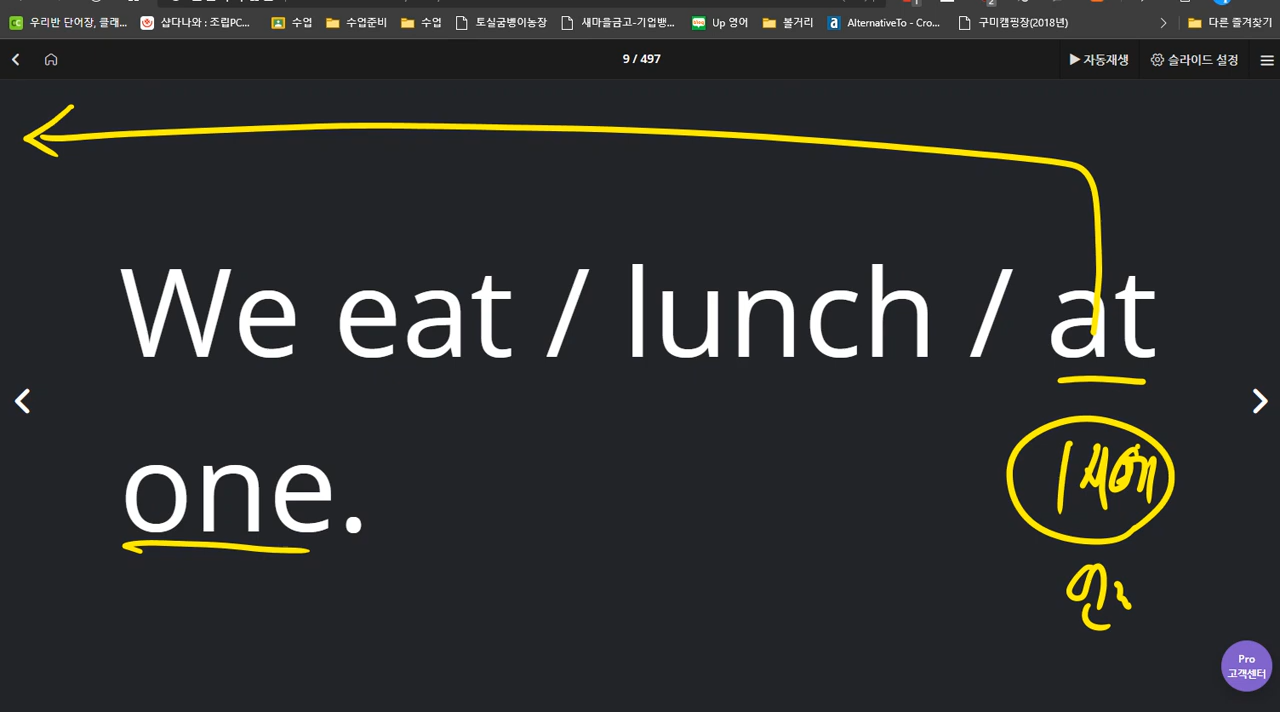 우리반 단어장, 클래... 샵다나와 : 조립PC... 수업 수업준비 수업 토실굼뱅이농장 새마을금고-기업뱅... Up 영어 볼거리 AlternativeTo - Cro... 구미캠핑장(2018년) 다른 즐겨찾기
9 / 497 자동재생 슬라이드 설정
We eat / lunch / at
one.
1시에
Pro
고객센터